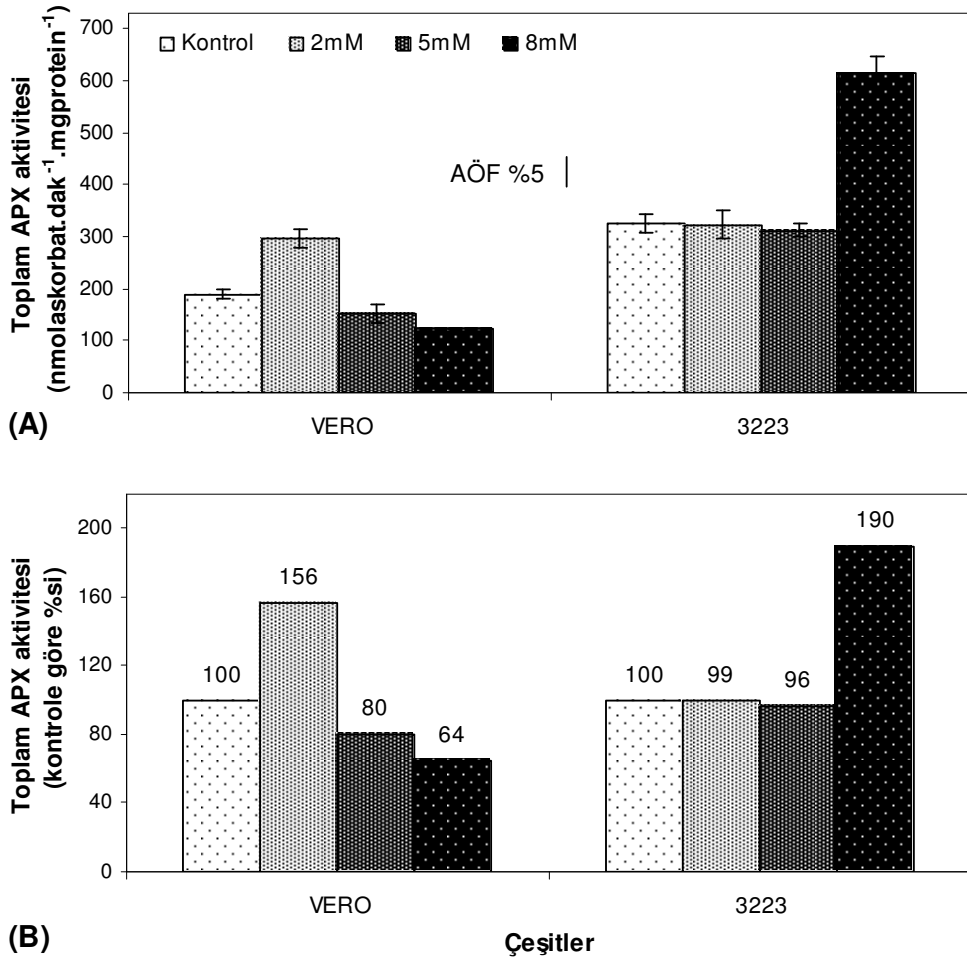 700
600
500
400
300
200
100
0
Toplam APX aktivitesi
(nmolaskorbat.dak⁻¹.mgprotein⁻¹)
Kontrol 2mM 5mM 8mM
AÖF %5
VERO 3223
(A)
200
160
120
80
40
0
Toplam APX aktivitesi
(kontrole göre %si)
100 156 80 64 100 99 96 190
VERO 3223
(B)
Çeşitler